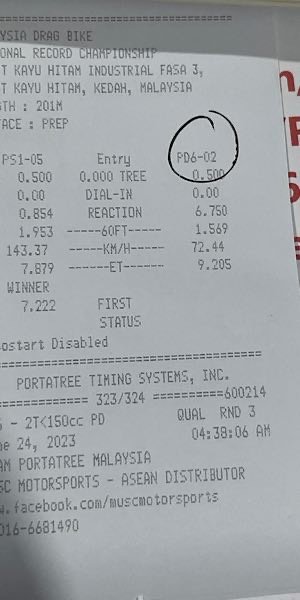 ===============================
YSIA DRAG BIKE
ONAL RECORD CHAMPIONSHIP
T KAYU HITAM INDUSTRIAL FASA 3,
T KAYU HITAM, KEDAH, MALAYSIA
GTH : 201M
FACE : PREP
PS1-05 Entry PD6-02
0.500 0.000 TREE 0.500
0.00 DIAL-IN 0.00
0.854 REACTION 6.750
1.953 -----60FT----- 1.569
143.37 -----KM/H----- 72.44
7.879 ------ET------ 9.205
WINNER
7.222 FIRST
STATUS
ostart Disabled
===================================
PORTATREE TIMING SYSTEMS, INC.
============ 323/324 ==========600214
- 2T<150cc PD QUAL RND 3
ne 24, 2023 04:38:06 AM
AM PORTATREE MALAYSIA
SC MOTORSPORTS - ASEAN DISTRIBUTOR
w.facebook.com/muscmotorsports
016-6681490